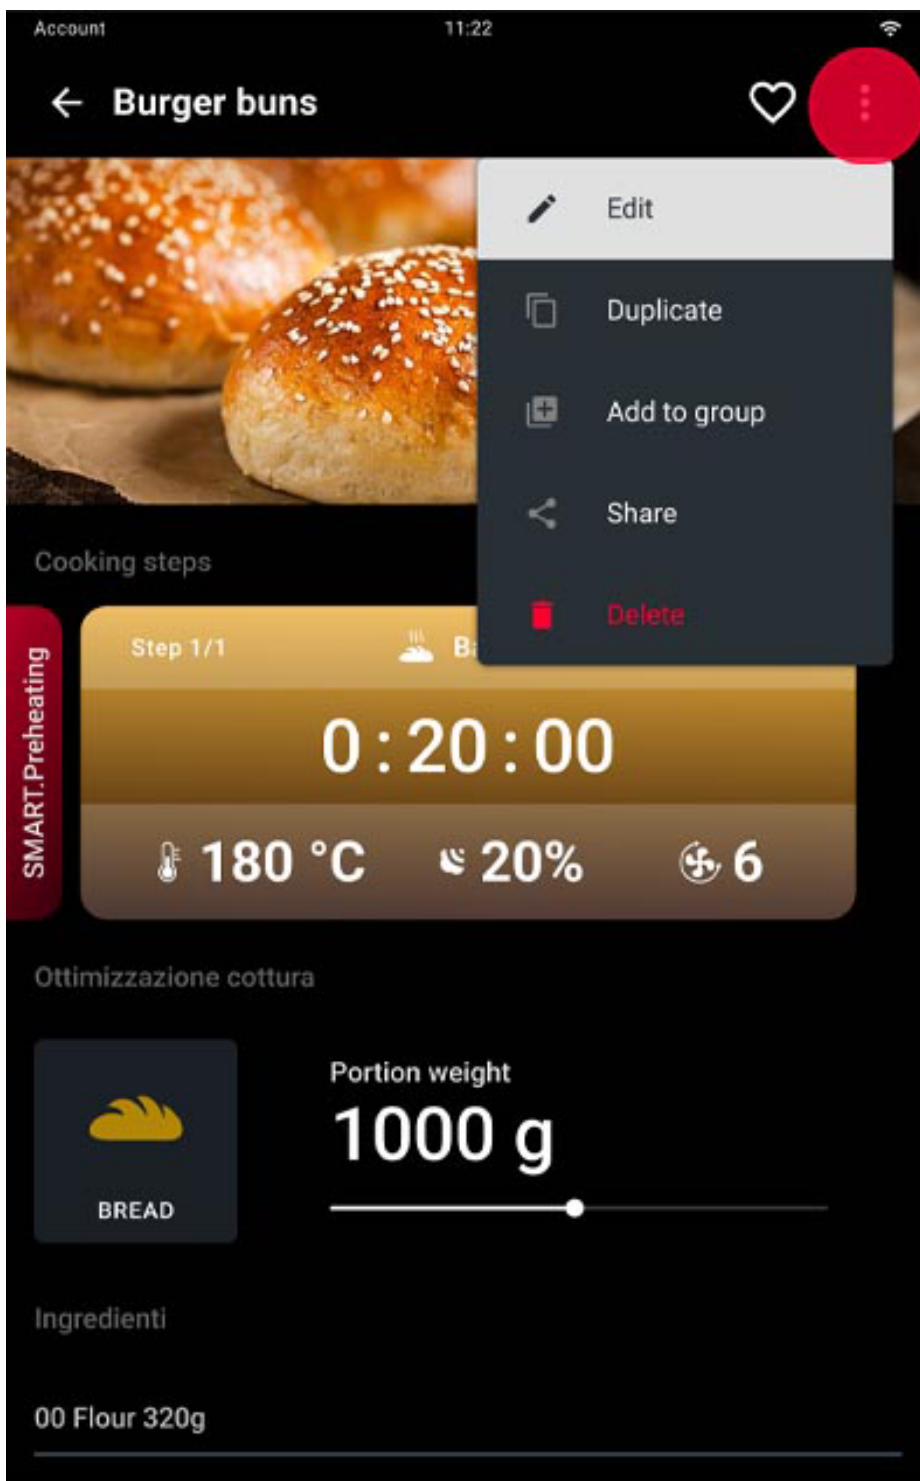 Account 11:22
Burger buns
Edit
Duplicate
Add to group
Share
Delete
Cooking steps
SMART.Preheating
Step 1/1
0:20:00
180 °C 20% 6
Ottimizzazione cottura
BREAD
Portion weight
1000 g
Ingredienti
00 Flour 320g